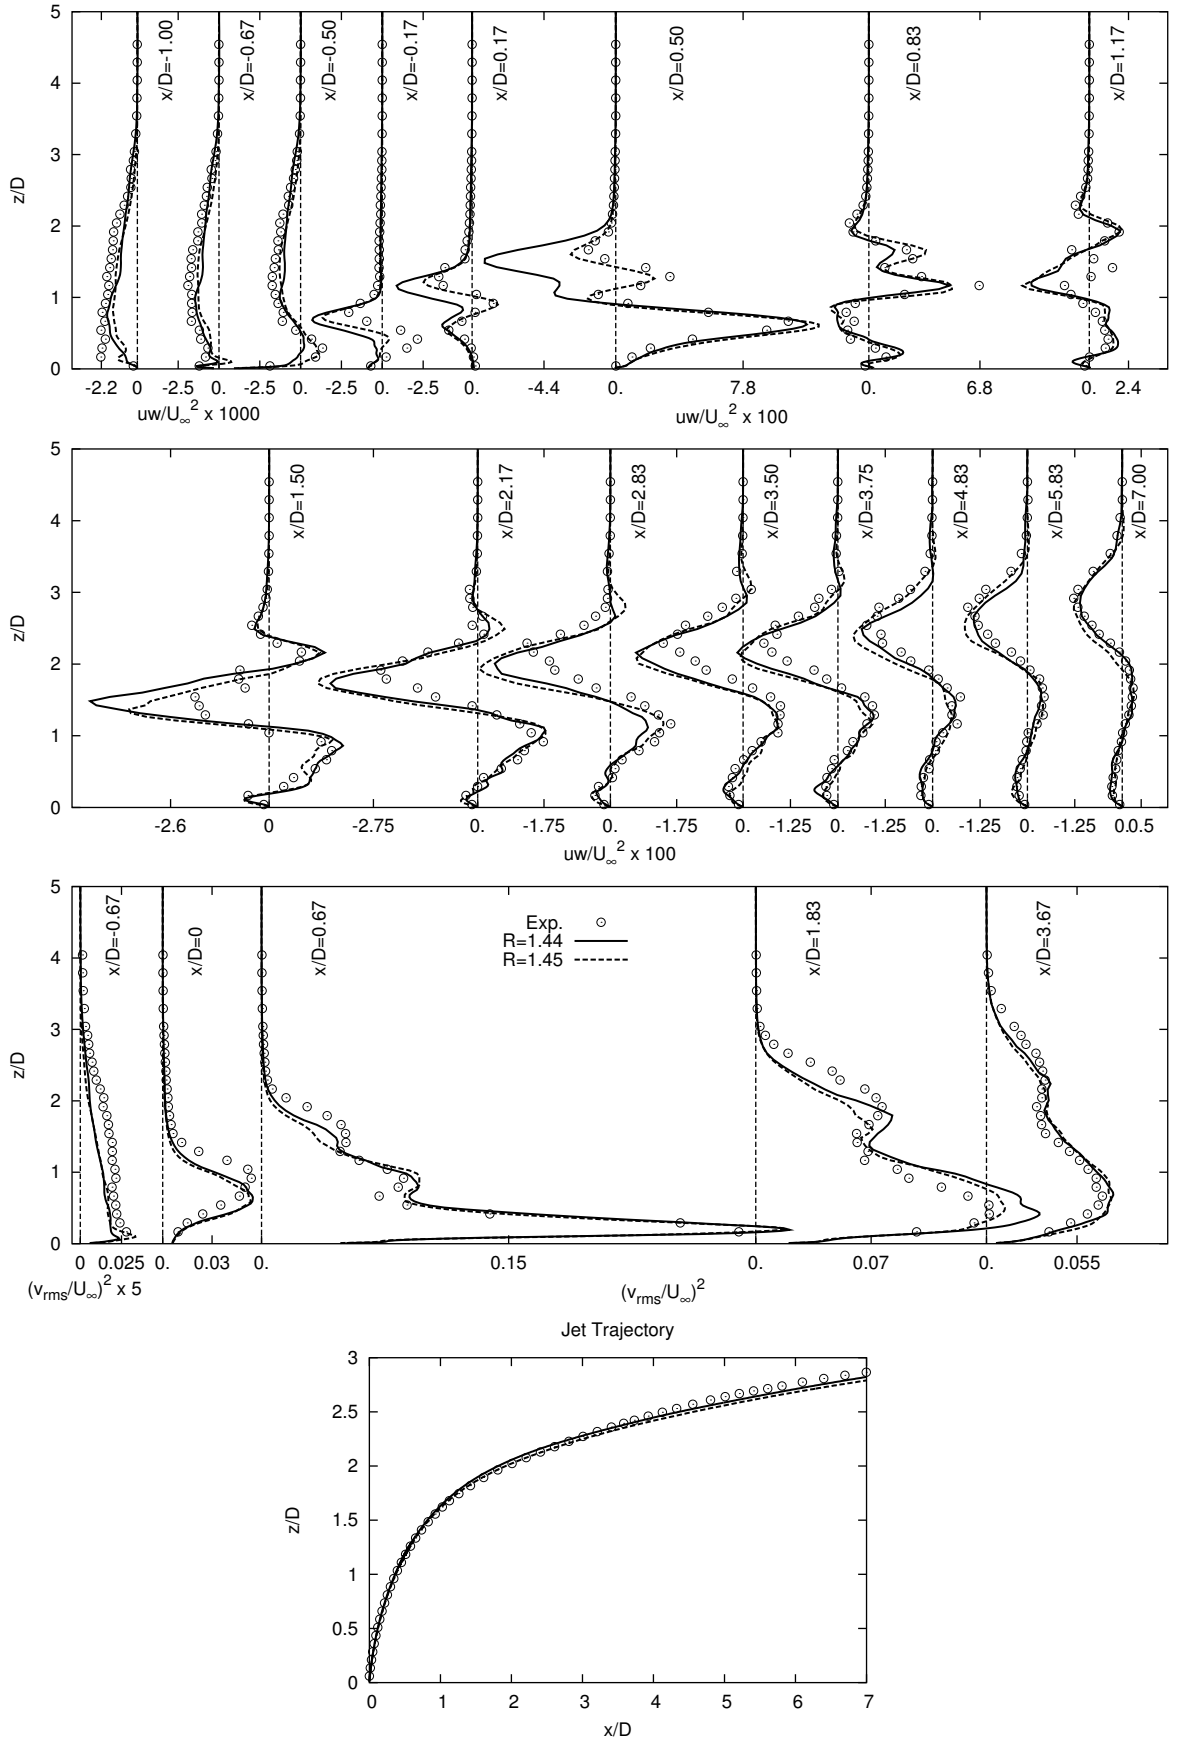 5
4
3
2
1
0
z/D
x/D=-1.00
x/D=-0.67
x/D=-0.50
x/D=-0.17
x/D=0.17
x/D=0.50
x/D=0.83
x/D=1.17
-2.2 0 -2.5 0. -2.5 0. -2.5 0. -2.5 0. -4.4 0. 7.8 0. 6.8 0. 2.4
uw/U∞² x 1000 uw/U∞² x 100
5
4
3
2
1
0
z/D
x/D=1.50
x/D=2.17
x/D=2.83
x/D=3.50
x/D=3.75
x/D=4.83
x/D=5.83
x/D=7.00
-2.6 0 -2.75 0. -1.75 0. -1.75 0. -1.25 0. -1.25 0. -1.25 0. -1.25 0.0.5
uw/U∞² x 100
5
4
3
2
1
0
z/D
x/D=-0.67
x/D=0
x/D=0.67
x/D=1.83
x/D=3.67
Exp.
R=1.44
R=1.45
0 0.025 0. 0.03 0. 0.15 0. 0.07 0. 0.055
(vrms/U∞)² x 5 (vrms/U∞)²
Jet Trajectory
3
2.5
2
1.5
1
0.5
0
z/D
0 1 2 3 4 5 6 7
x/D